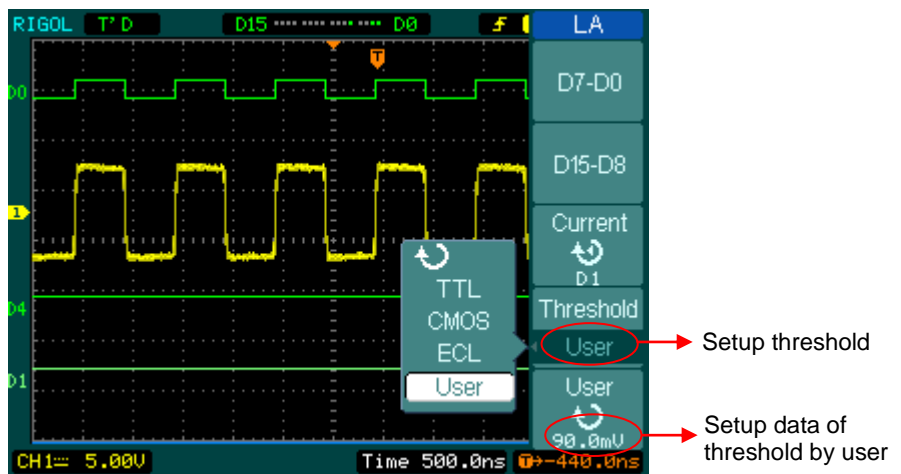 RIGOL T'D D15 D0 LA
D0
D7-D0
D15-D8
1
Current
D1
T
TTL
CMOS
ECL
User
D4
D1
Threshold
User
Setup threshold
User
90.0mV
Setup data of
threshold by user
CH1 5.00V Time 500.0ns T→-440.0ns